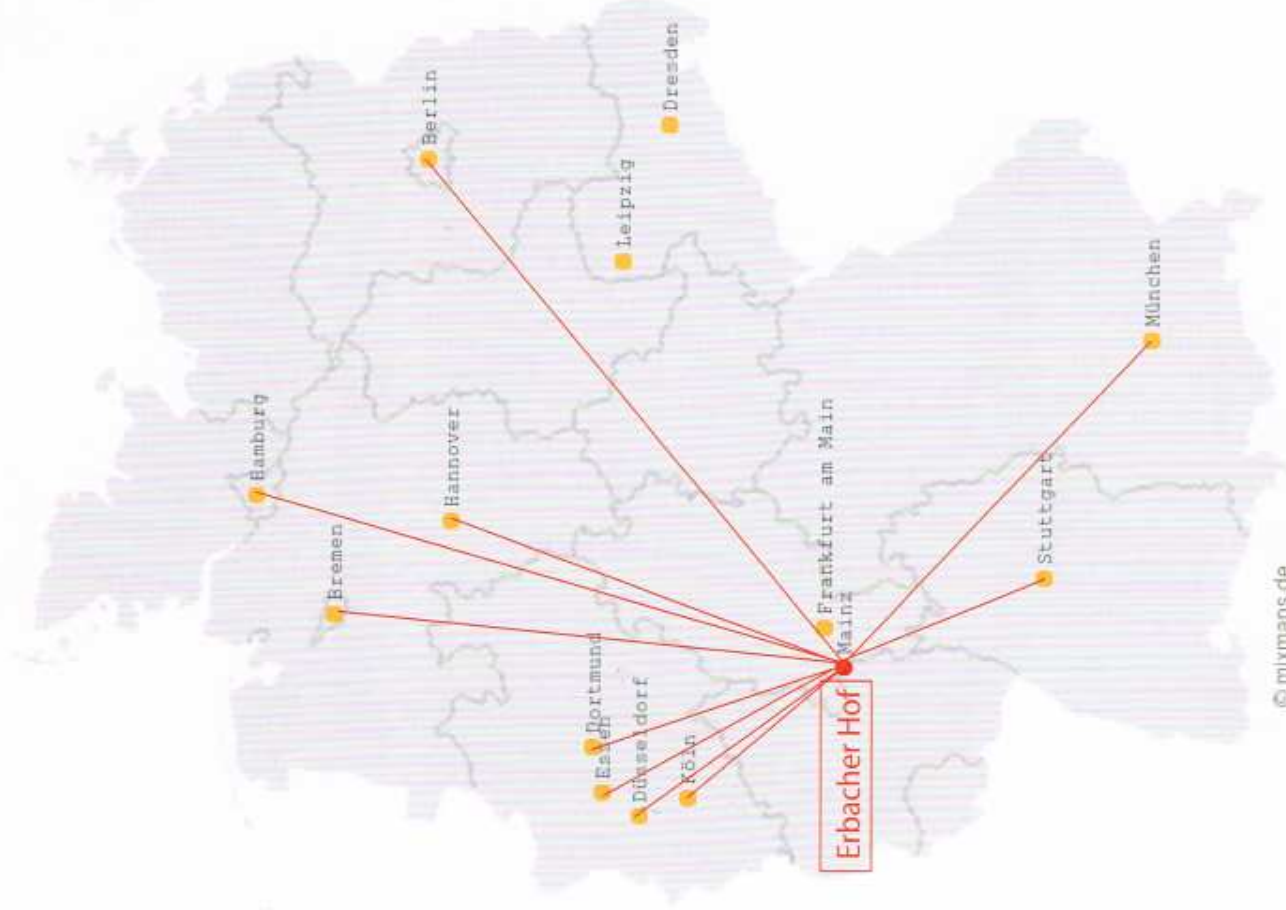 Hamburg
Bremen
Berlin
Hannover
Dortmund
Essen
Leipzig
Düsseldorf
Dresden
Köln
Frankfurt am Main
Mainz
Erbacher Hof
Stuttgart
München
© mixmaps.de